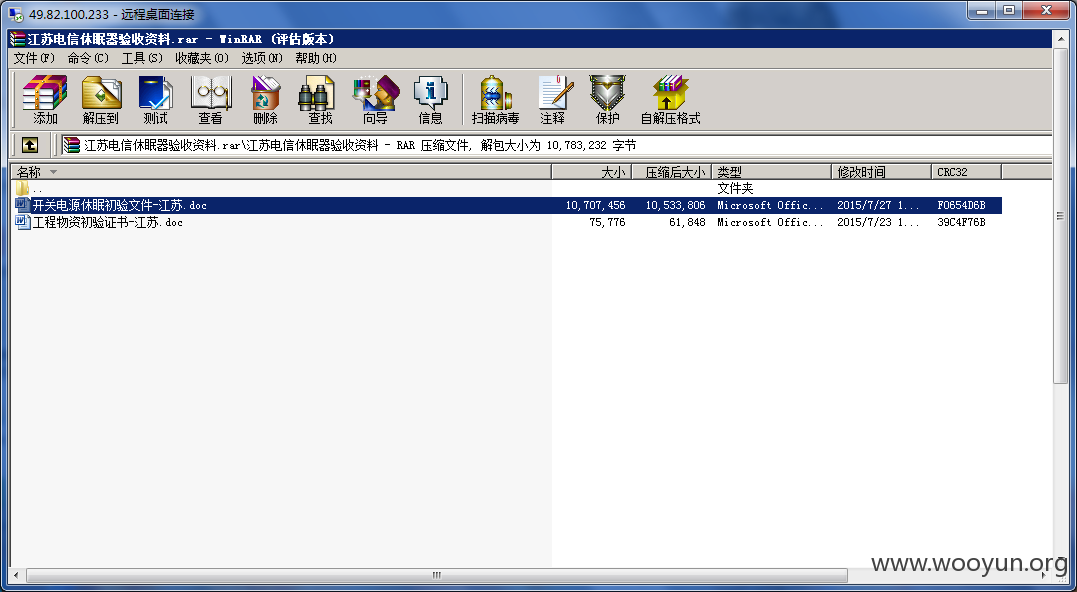 49.82.100.233 - 远程桌面连接
江苏电信休眠器验收资料.rar - WinRAR (评估版本)
文件(F) 命令(C) 工具(S) 收藏夹(O) 选项(N) 帮助(H)
添加 解压到 测试 查看 删除 查找 向导 信息 扫描病毒 注释 保护 自解压格式
江苏电信休眠器验收资料.rar\江苏电信休眠器验收资料 - RAR 压缩文件, 解包大小为 10,783,232 字节
名称 大小 压缩后大小 类型 修改时间 CRC32
.. 文件夹
开关电源休眠初验文件-江苏.doc 10,707,456 10,533,806 Microsoft Offic... 2015/7/27 1... F0654D6B
工程物资初验证书-江苏.doc 75,776 61,848 Microsoft Offic... 2015/7/23 1... 39C4F76B
www.wooyun.org